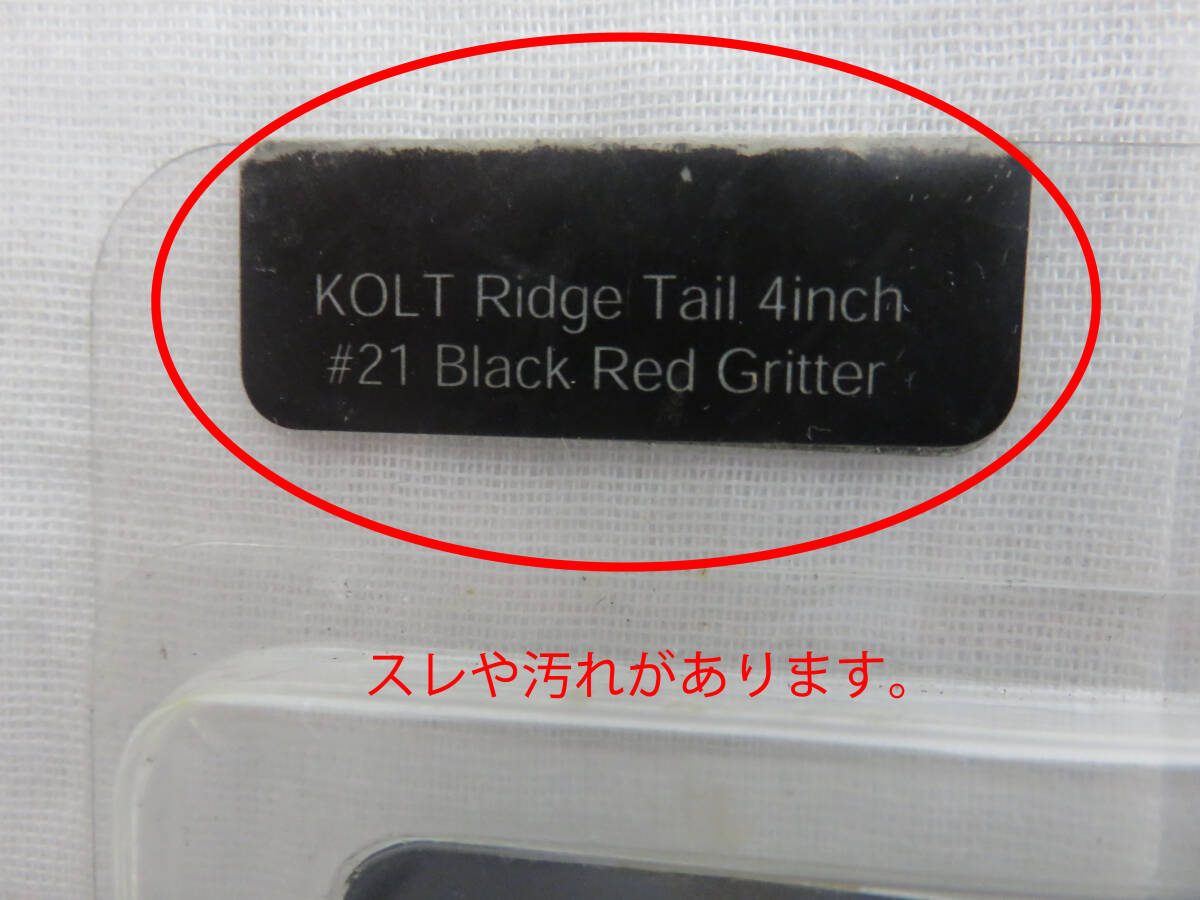 KOLT Ridge Tail 4inch
#21 Black Red Gritter
スレや汚れがあります。